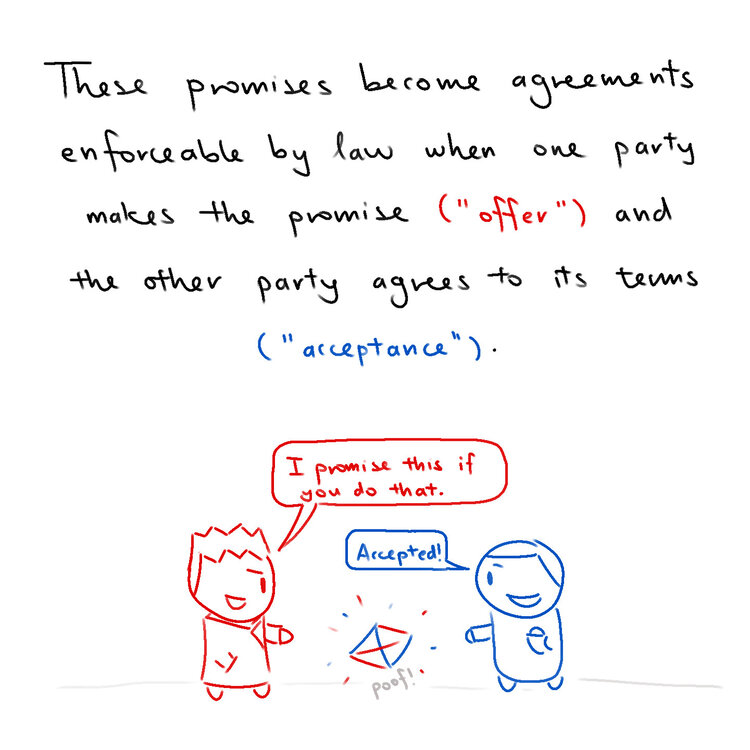 These promises become agreements
enforceable by law when one party
makes the promise ("offer") and
the other party agrees to its terms
("acceptance").
I promise this if
you do that.
Accepted!
poof!